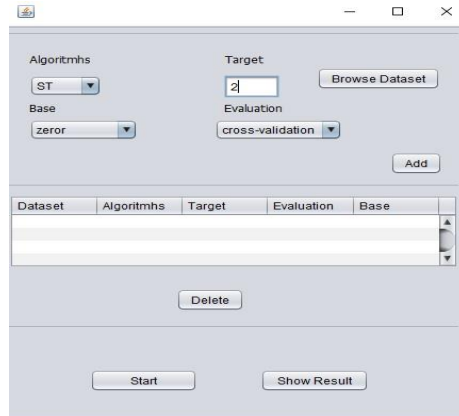 Algoritmhs Target
ST 2 Browse Dataset
Base Evaluation
zeror cross-validation
Add
Dataset Algoritmhs Target Evaluation Base
Delete
Start Show Result